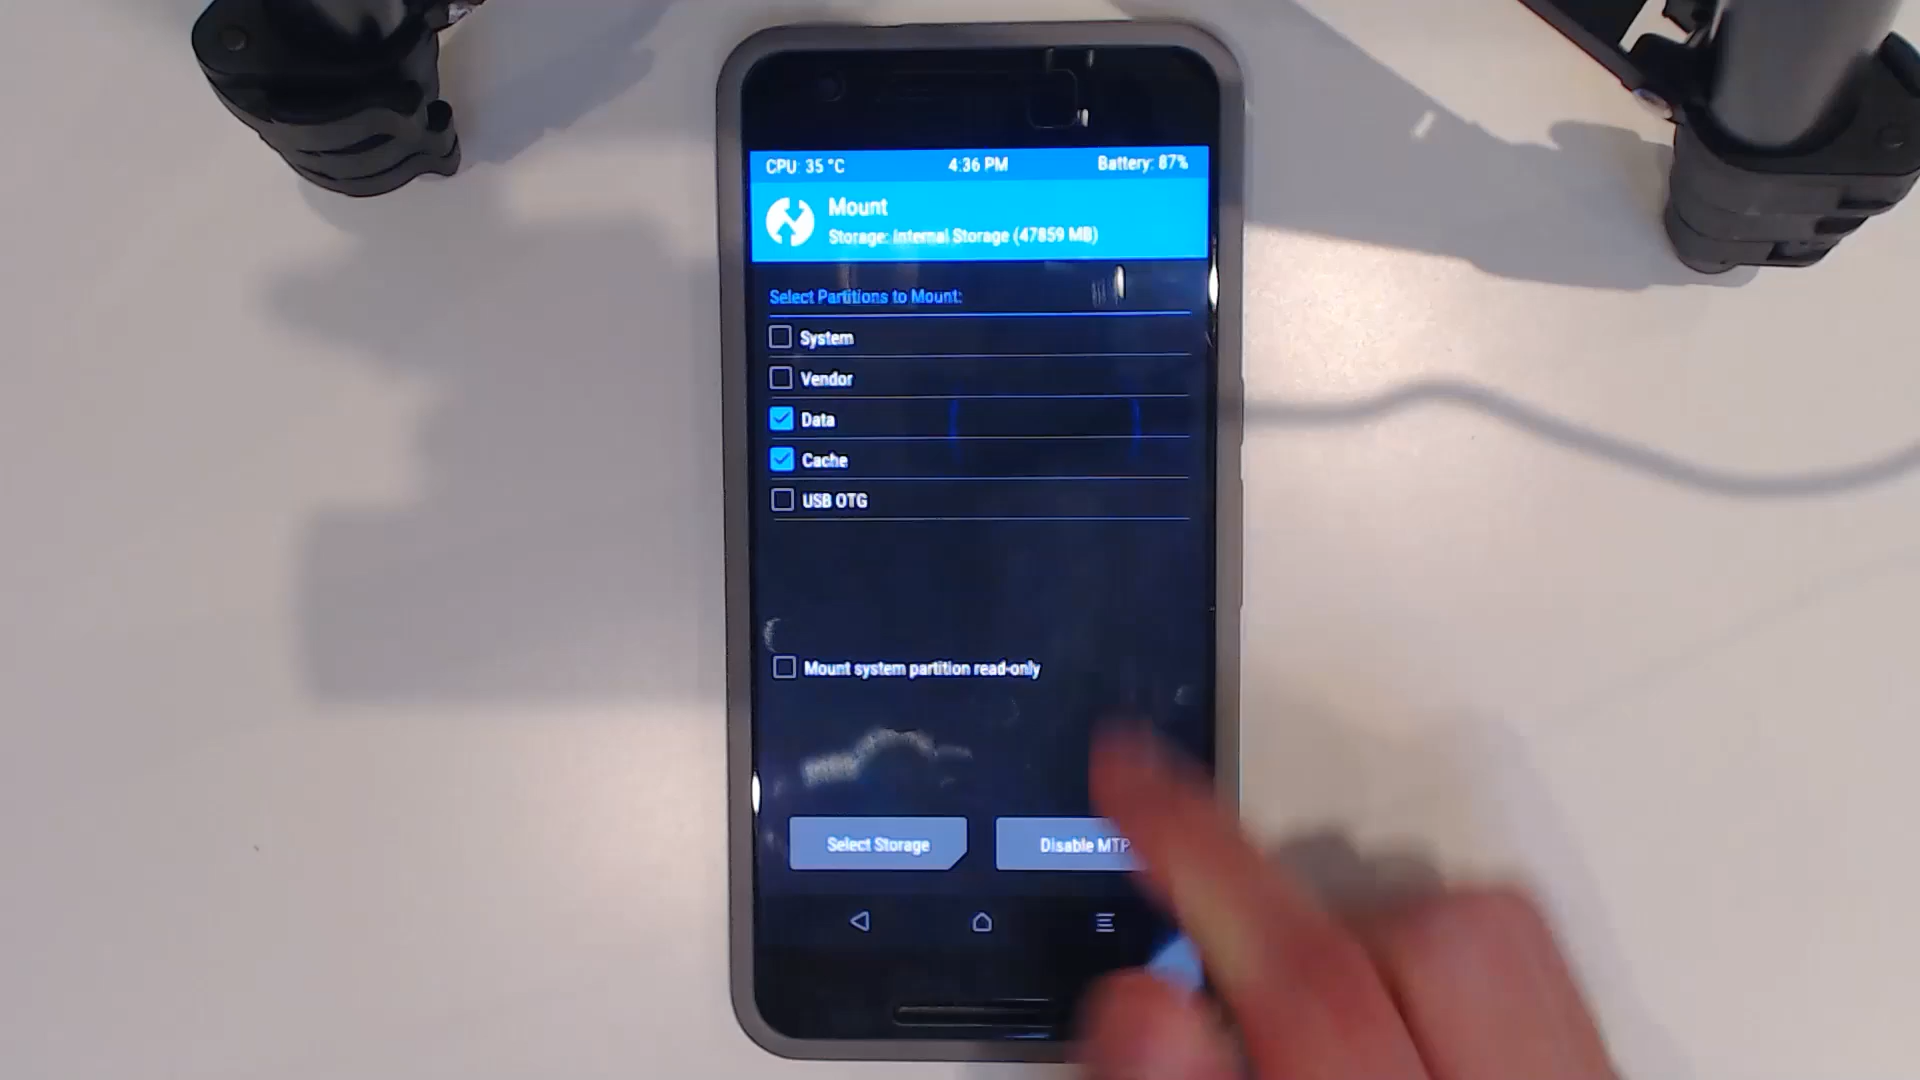 CPU: 35 °C 4:36 PM Battery: 87%
Mount
Storage: Internal Storage (47859 MB)
Select Partitions to Mount:
System
Vendor
Data
Cache
USB OTG
Mount system partition read-only
Select Storage Disable MTP